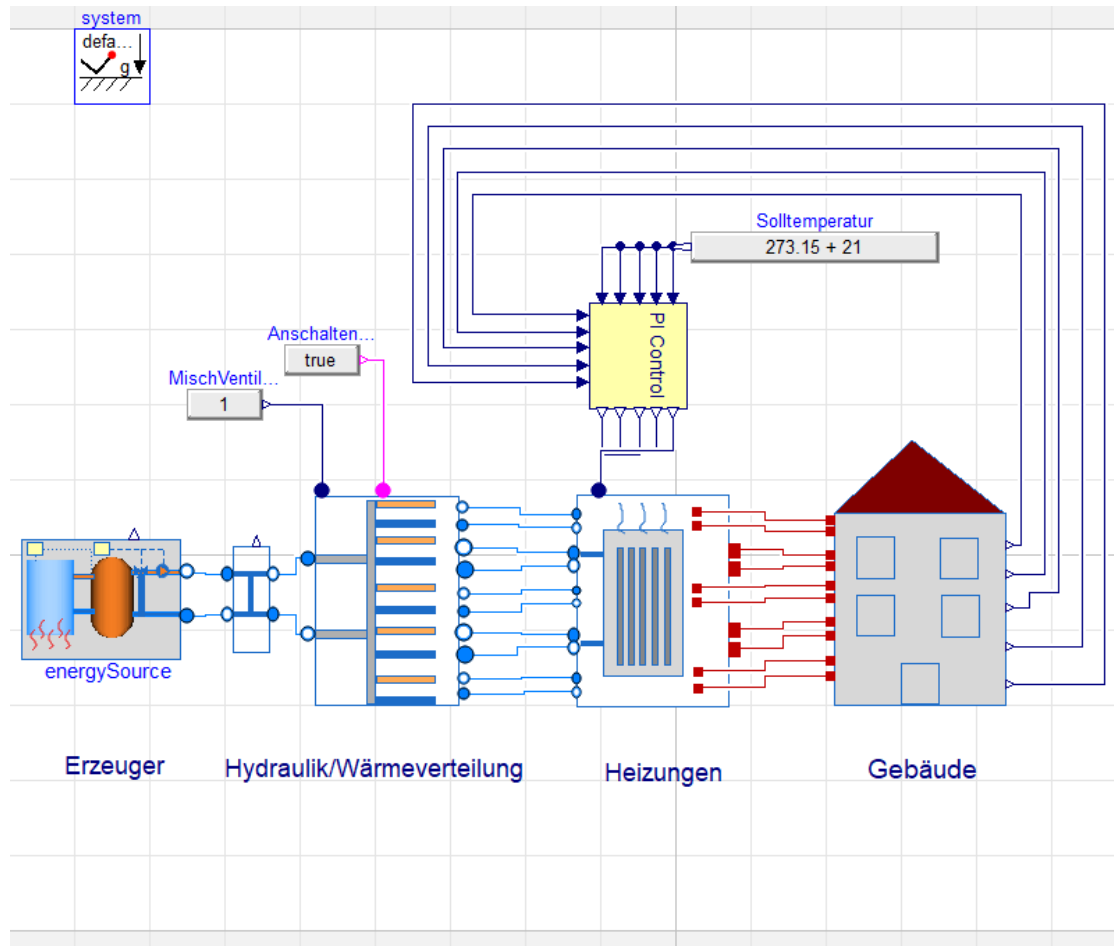 system
defa...
g
Solltemperatur
273.15 + 21
PI Control
Anschalten...
true
MischVentil...
1
energySource
Erzeuger
Hydraulik/Wärmeverteilung
Heizungen
Gebäude